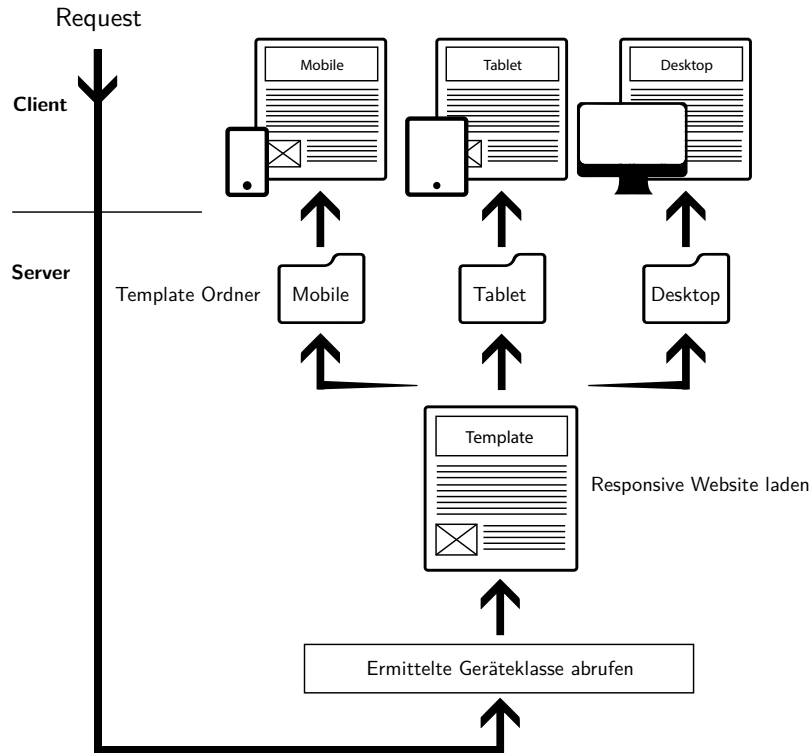 Request
Mobile
Tablet
Desktop
Client
Server
Template Ordner
Mobile
Tablet
Desktop
Template
Responsive Website laden
Ermittelte Geräteklasse abrufen